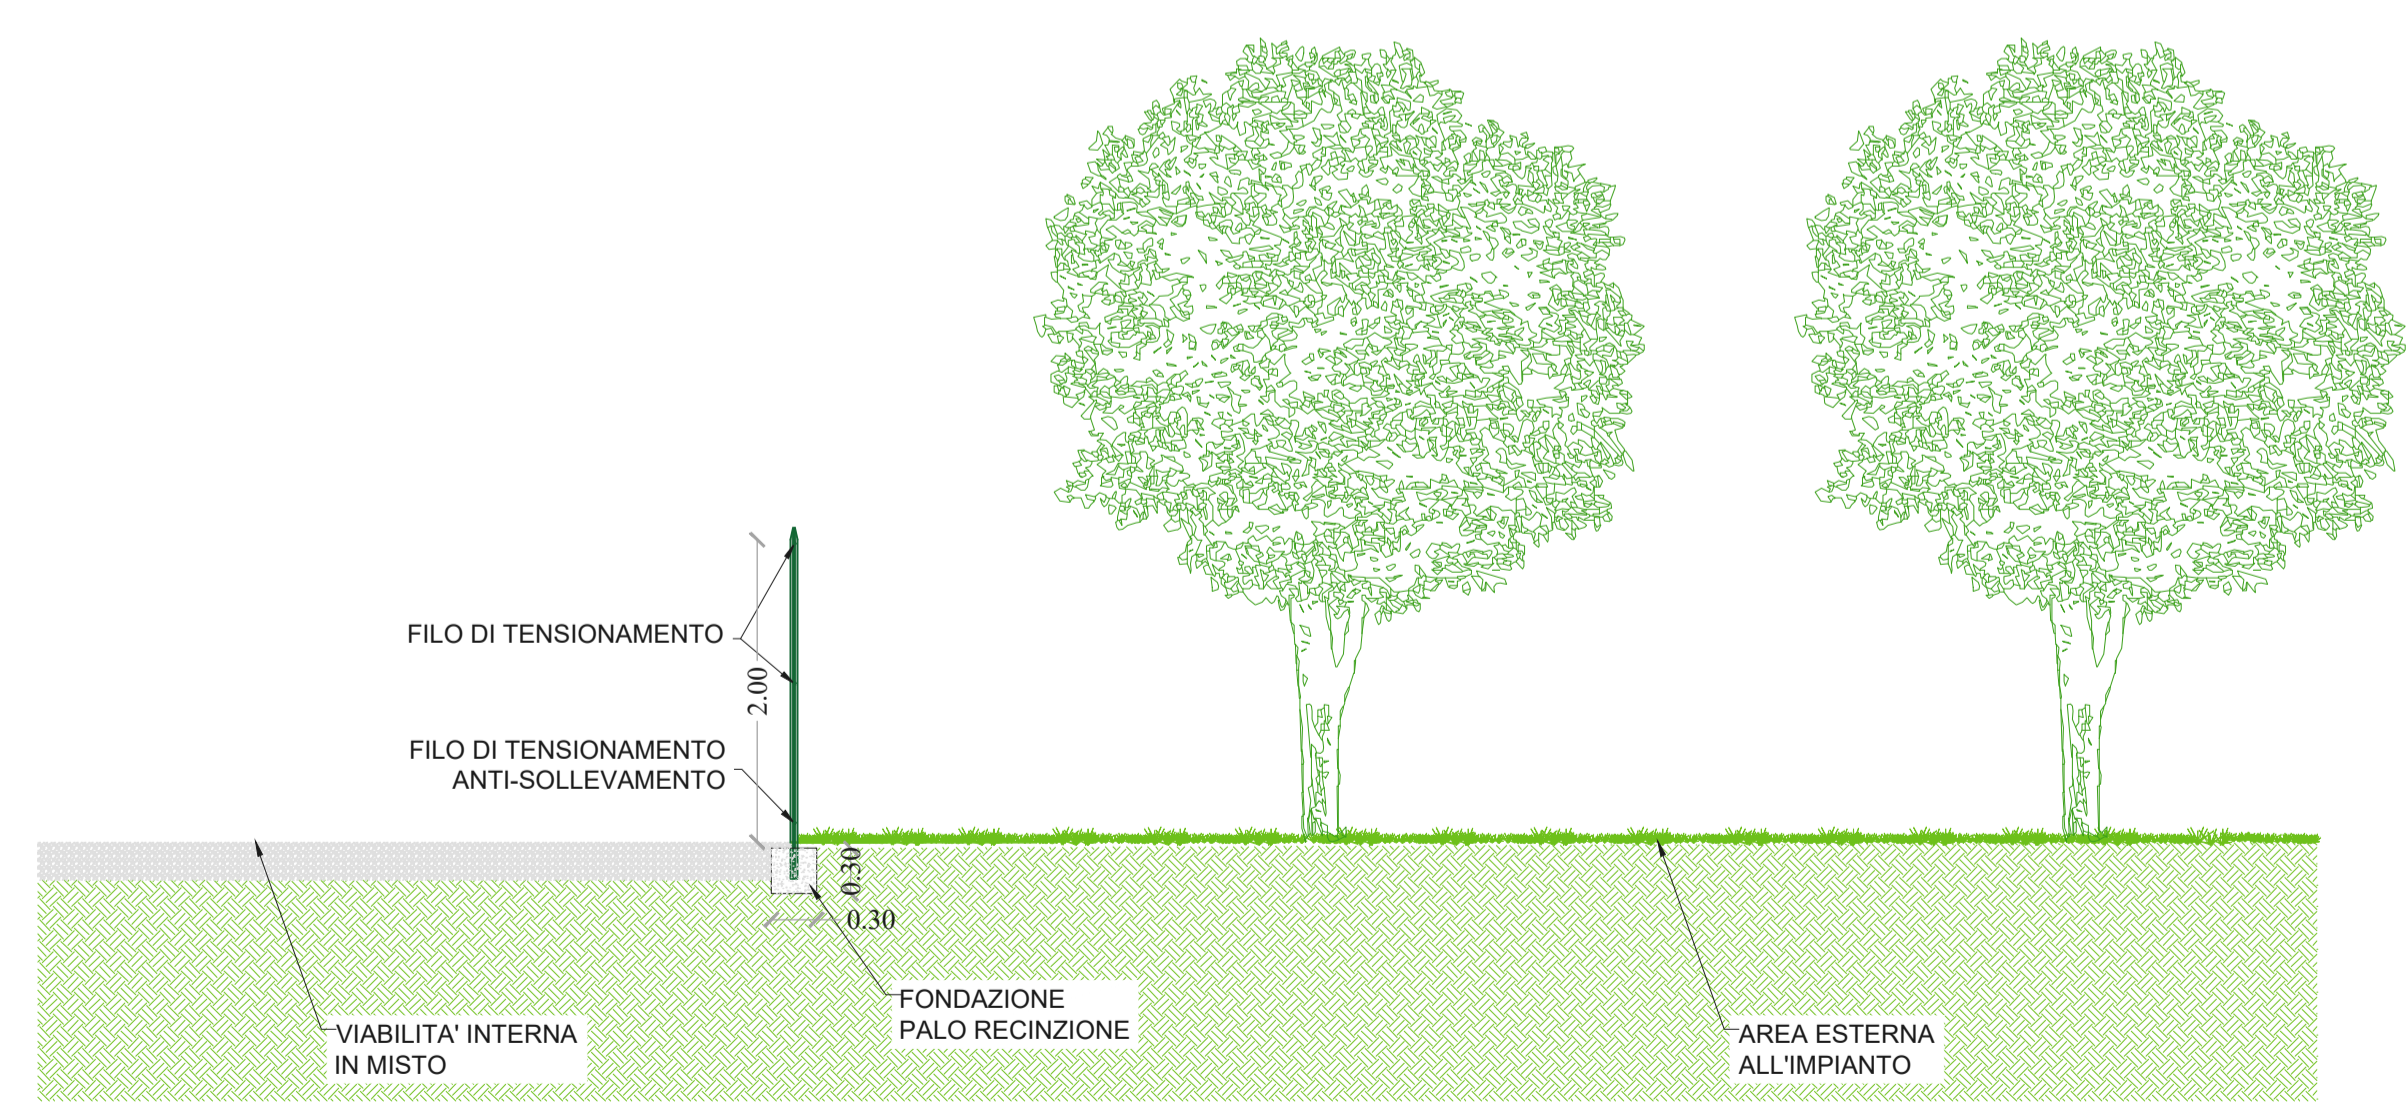 FILO DI TENSIONAMENTO
2.00
FILO DI TENSIONAMENTO
ANTI-SOLLEVAMENTO
0.30
0.30
FONDAZIONE
PALO RECINZIONE
VIABILITA' INTERNA
IN MISTO
AREA ESTERNA
ALL'IMPIANTO